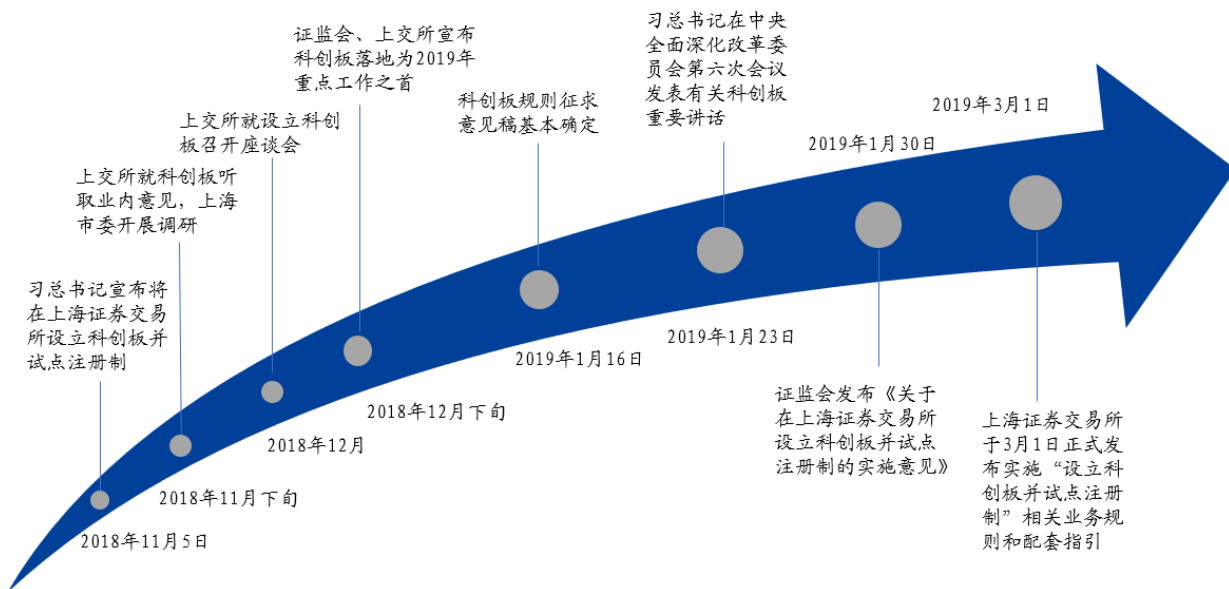 习总书记宣布将
在上海证券交易
所设立科创板并
试点注册制
2018年11月5日
上交所就科创板听
取业内意见，上海
市委开展调研
2018年11月下旬
上交所就设立科创
板召开座谈会
2018年12月
证监会、上交所宣布
科创板落地为2019年
重点工作之首
2018年12月下旬
科创板规则征求
意见稿基本确定
2019年1月16日
习总书记在中央
全面深化改革委
员会第六次会议
发表有关科创板
重要讲话
2019年1月23日
2019年1月30日
证监会发布《关于
在上海证券交易所
设立科创板并试点
注册制的实施意见》
2019年3月1日
上海证券交易所
于3月1日正式发
布实施“设立科
创板并试点注册
制”相关业务规
则和配套指引